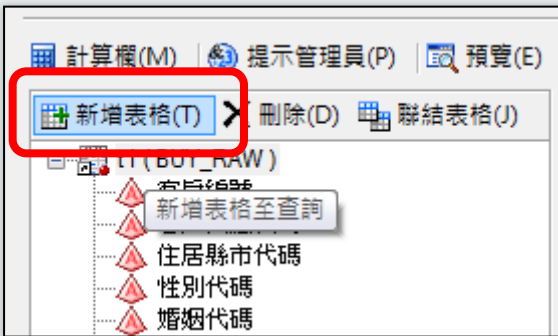 計算欄(M) 提示管理員(P) 預覽(E)
新增表格(T) 刪除(D) 聯結表格(J)
t1 (BUY_RAW)
新增表格至查詢
住居縣市代碼
性別代碼
婚姻代碼